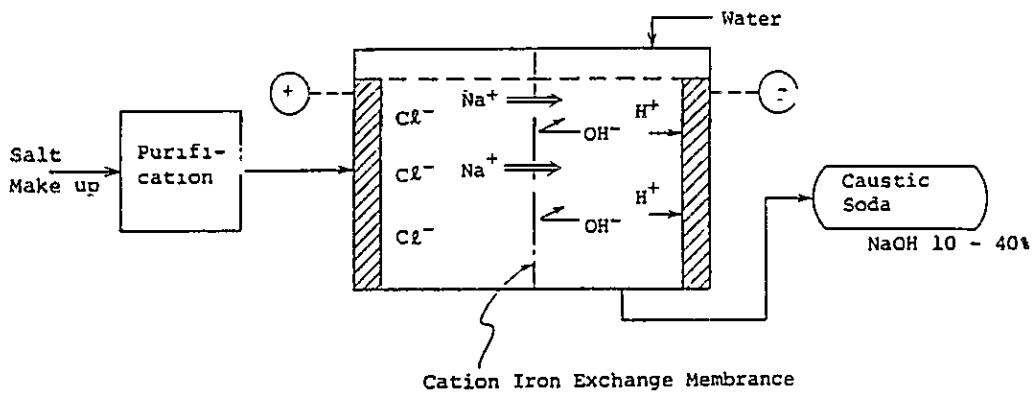 Water
+
-
Na⁺
H⁺
Cℓ⁻
OH⁻
Salt
Make up
Purifi-
cation
Cℓ⁻
Na⁺
H⁺
Caustic
Soda
Cℓ⁻
OH⁻
NaOH 10 - 40%
Cation Iron Exchange Membrance